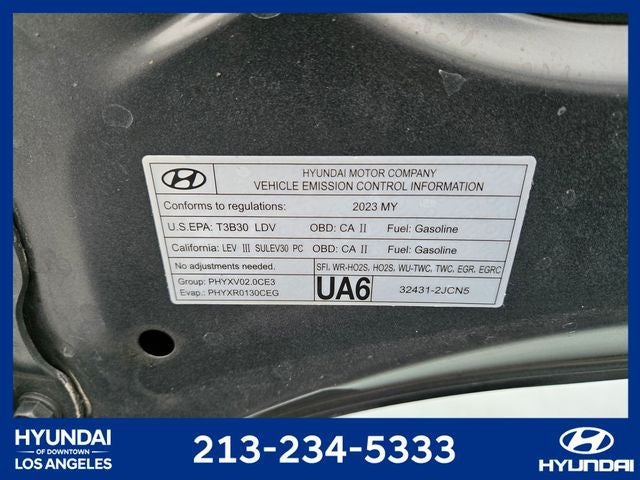 HYUNDAI MOTOR COMPANY
VEHICLE EMISSION CONTROL INFORMATION
Conforms to regulations: 2023 MY
U.S.EPA: T3B30 LDV OBD: CA II Fuel: Gasoline
California: LEV III SULEV30 PC OBD: CA II Fuel: Gasoline
No adjustments needed. SFI, WR-HO2S, HO2S, WU-TWC, TWC, EGR, EGRC
Group: PHYXV02.0CE3
Evap: PHYXR0130CEG
UA6 32431-2JCN5
HYUNDAI
OF DOWNTOWN
LOS ANGELES
213-234-5333
HYUNDAI